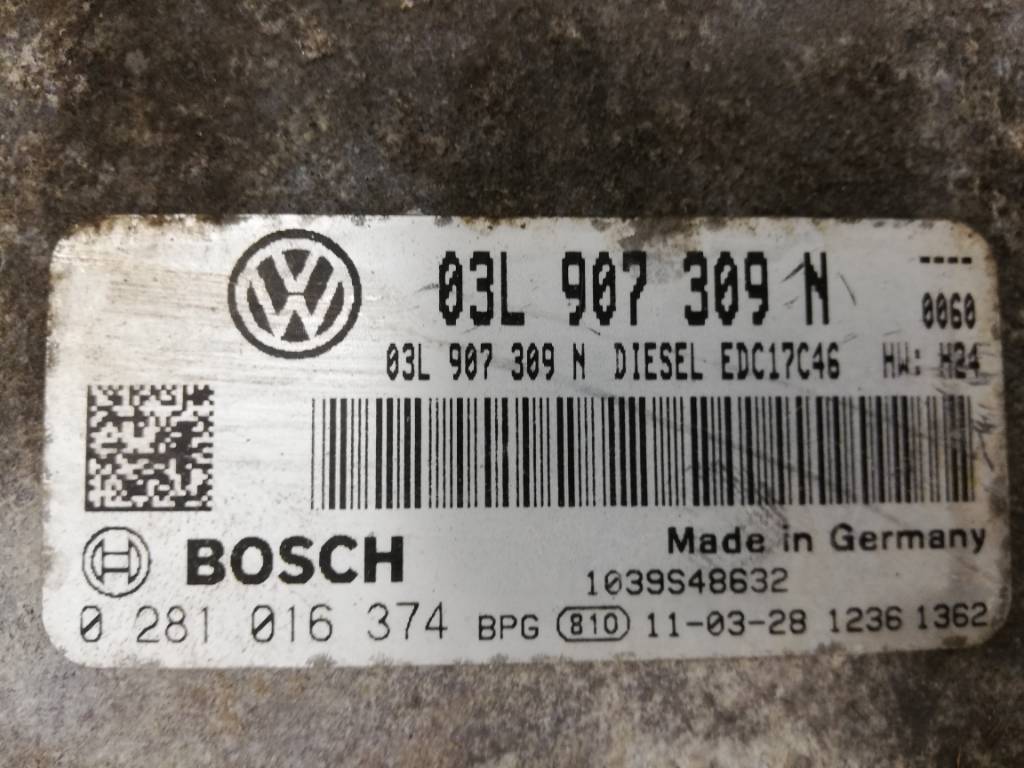 03L 907 309 N ----
0060
03L 907 309 N DIESEL EDC17C46 HW: H24
Made in Germany
BOSCH
1039S48632
0 281 016 374 BPG 810 11-03-28 1236 1362